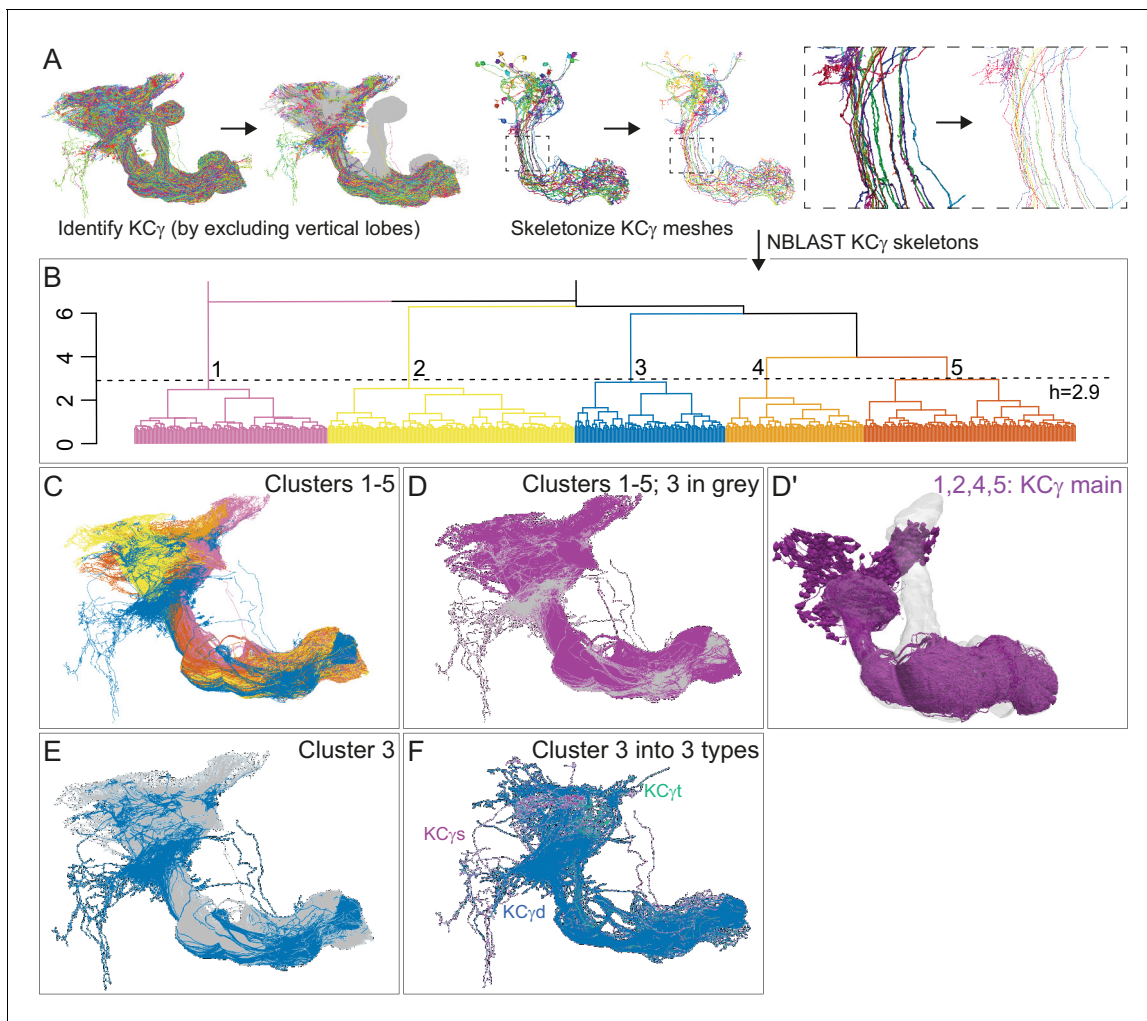 A
Identify KCγ (by excluding vertical lobes)
Skeletonize KCγ meshes
NBLAST KCγ skeletons
B
6
4
2
0
1
2
3
4
5
h=2.9
C
Clusters 1-5
D
Clusters 1-5; 3 in grey
D'
1,2,4,5: KCγ main
E
Cluster 3
F
Cluster 3 into 3 types
KCγt
KCγs
KCγd